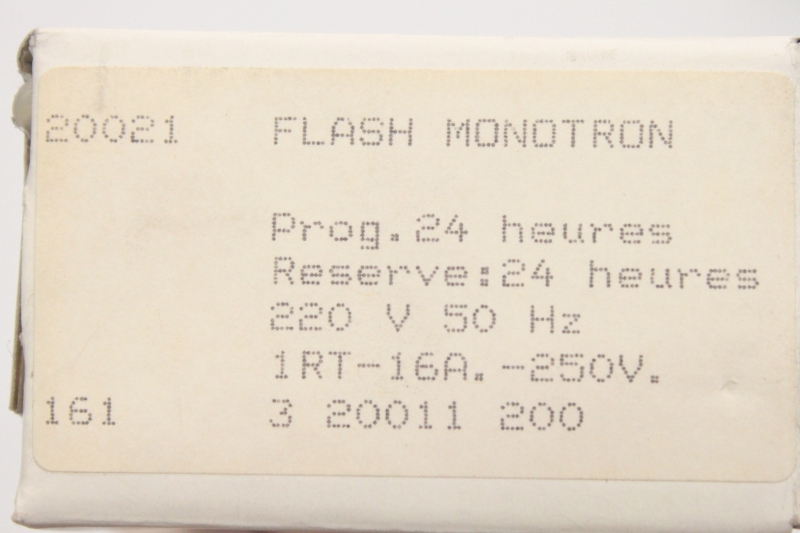 20021 FLASH MONOTRON
Prog.24 heures
Reserve:24 heures
220 V 50 Hz
1RT-16A.-250V.
161 3 20011 200